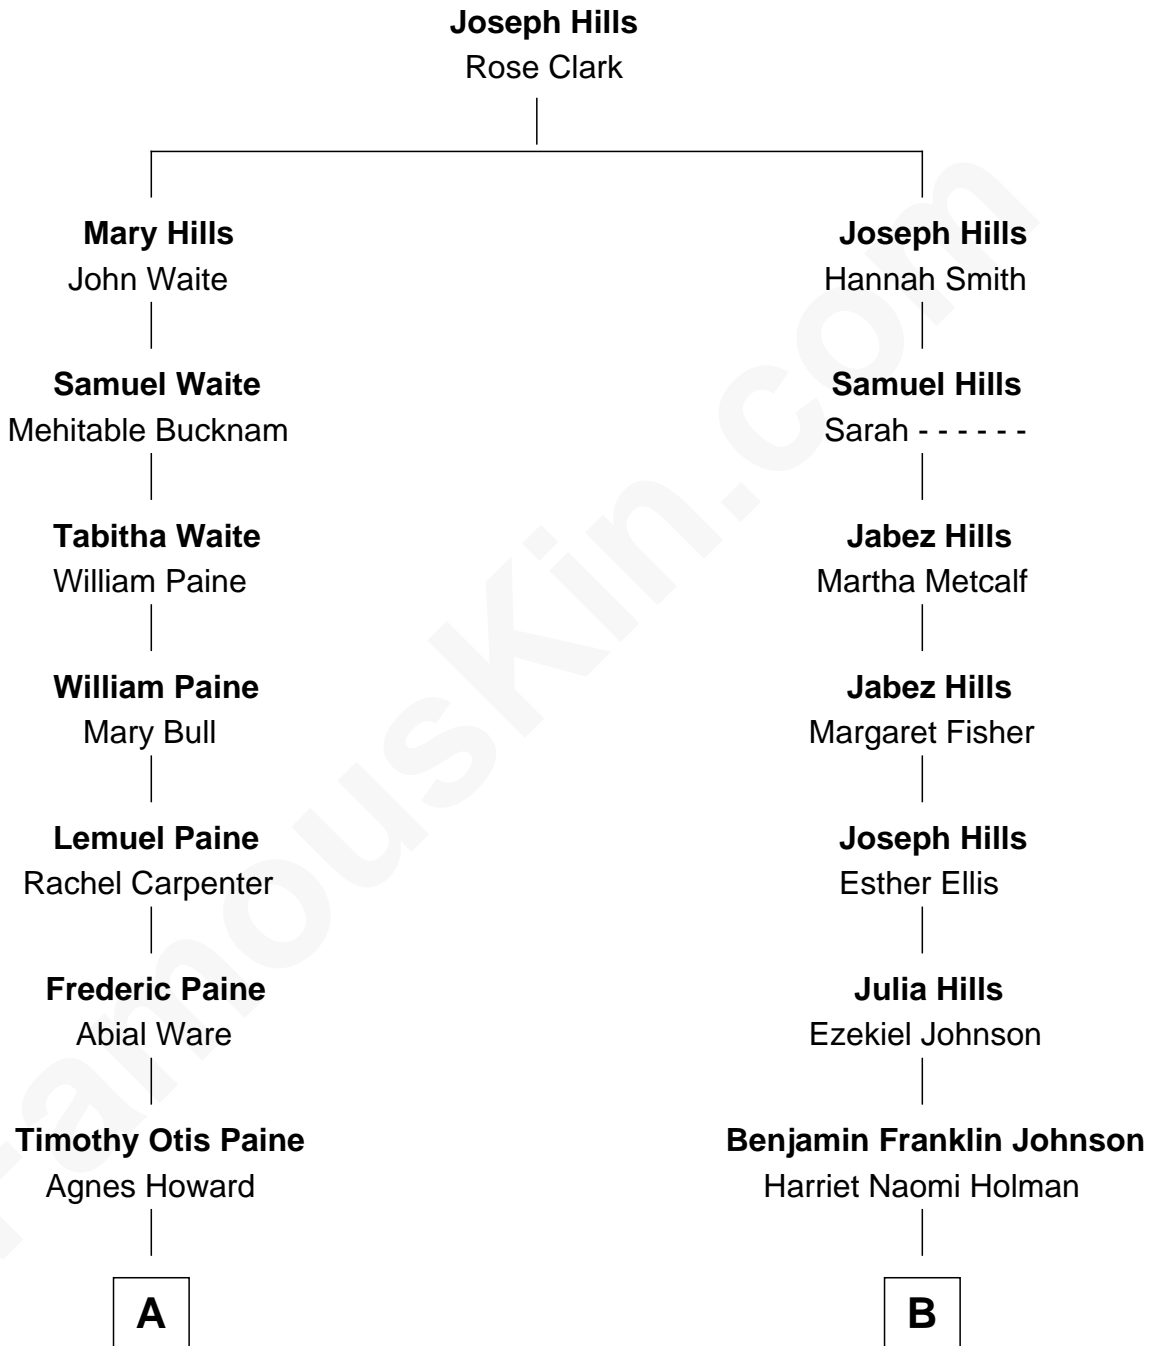 Joseph Hills
Rose Clark
Mary Hills
John Waite
Joseph Hills
Hannah Smith
Samuel Waite
Mehitable Bucknam
Samuel Hills
Sarah - - - - - -
Tabitha Waite
William Paine
Jabez Hills
Martha Metcalf
William Paine
Mary Bull
Jabez Hills
Margaret Fisher
Lemuel Paine
Rachel Carpenter
Joseph Hills
Esther Ellis
Frederic Paine
Abial Ware
Julia Hills
Ezekiel Johnson
Timothy Otis Paine
Agnes Howard
Benjamin Franklin Johnson
Harriet Naomi Holman
A
B
FamousKin.com